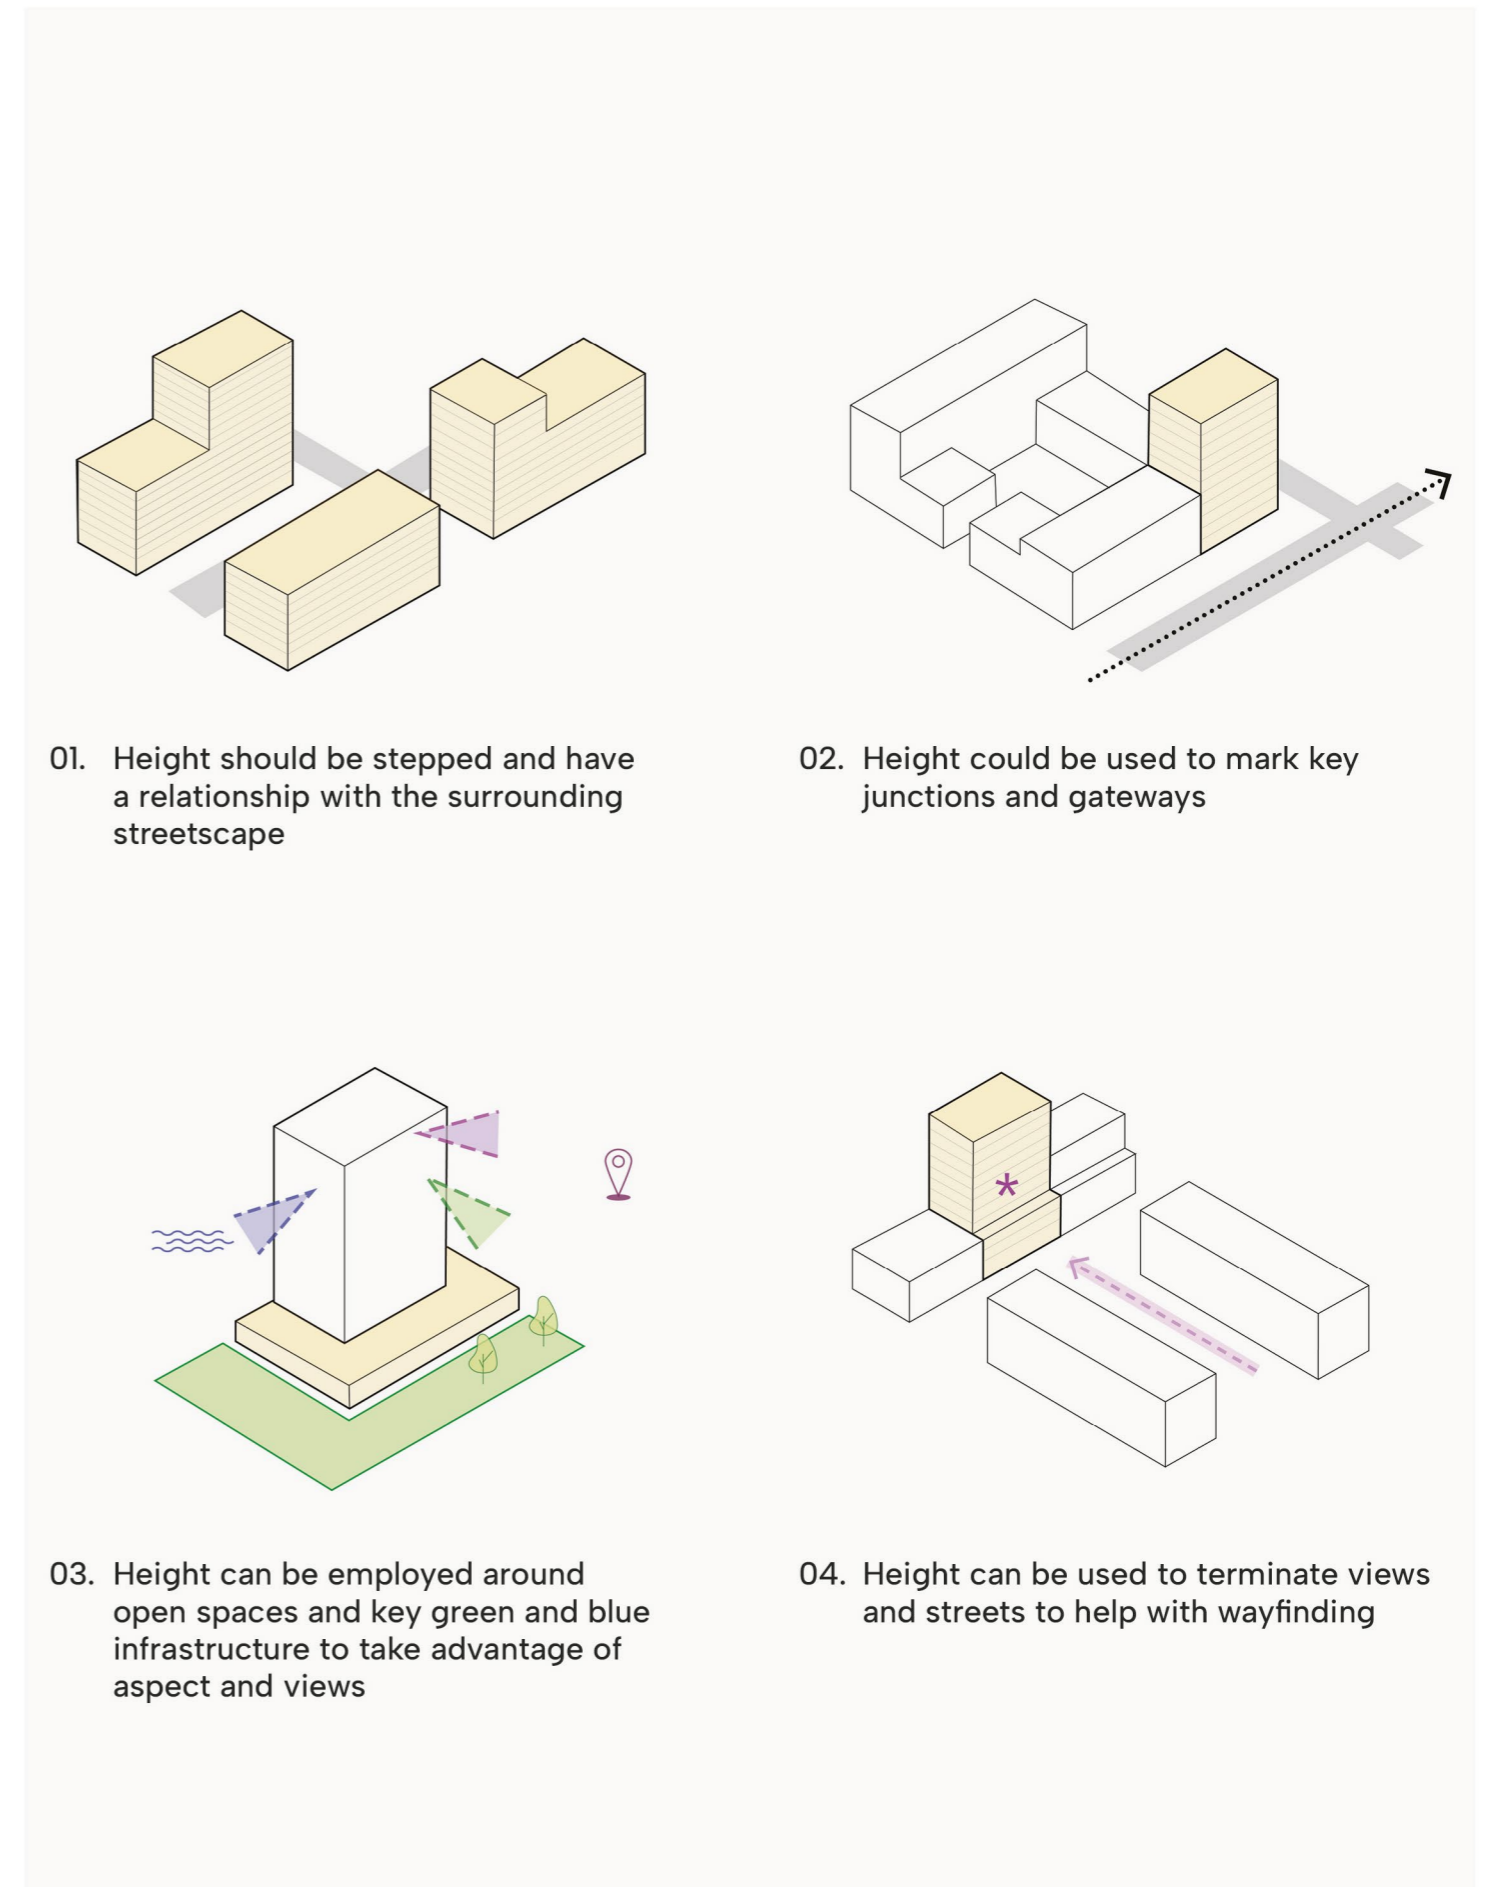 01. Height should be stepped and have
a relationship with the surrounding
streetscape
02. Height could be used to mark key
junctions and gateways
03. Height can be employed around
open spaces and key green and blue
infrastructure to take advantage of
aspect and views
04. Height can be used to terminate views
and streets to help with wayfinding